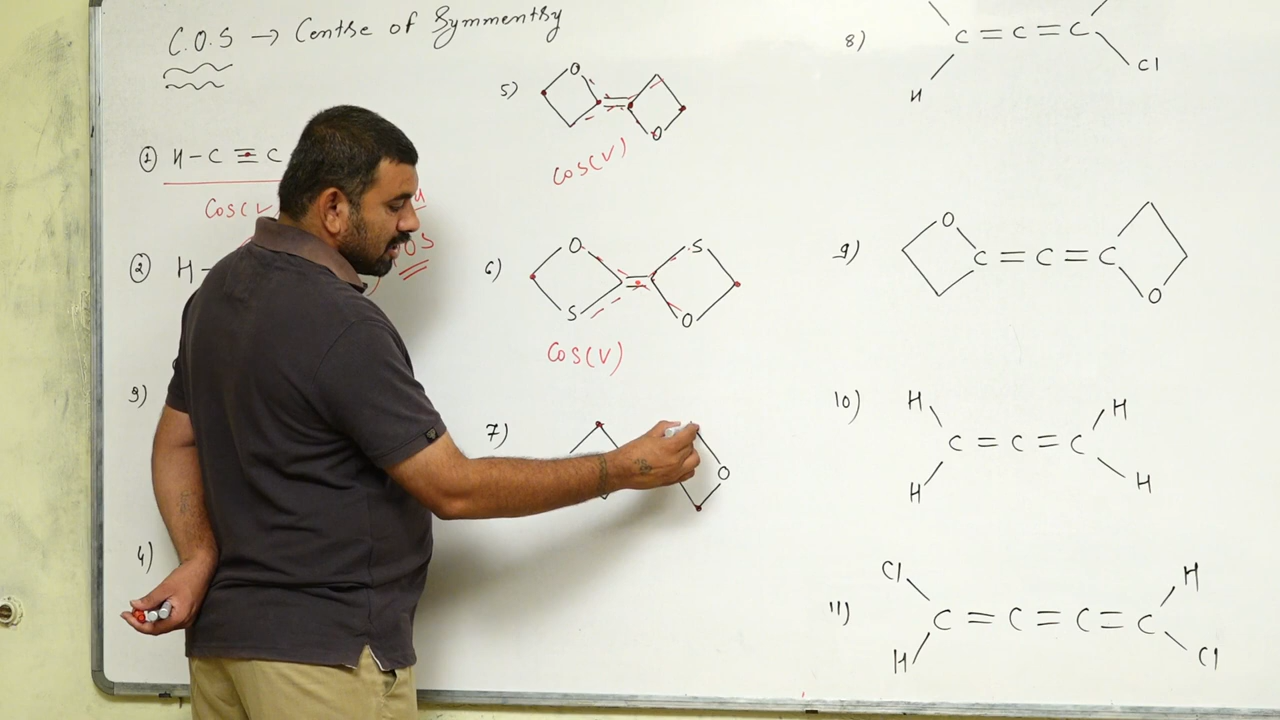 C.O.S → Centre of Symmentry
① H-C≡C
COS(V
OS
② H-
3)
4)
5)
O
O
COS(V)
6)
O S
S O
COS(V)
7)
O
8)
C=C=C
H Cl
9)
O
C=C=C
O
10)
H H
C=C=C
H H
11)
Cl H
C=C=C=C
H Cl